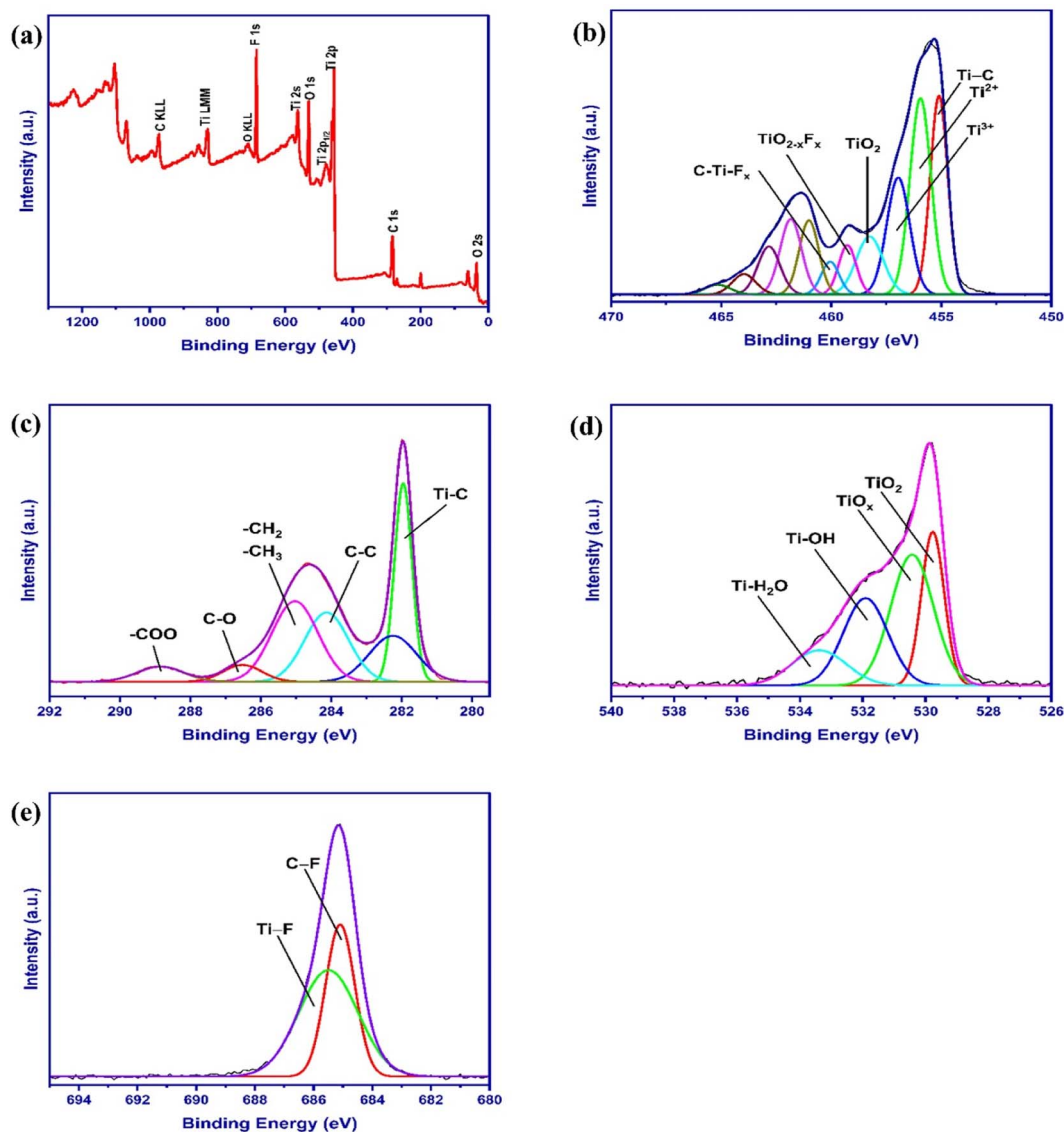 (a)
Intensity (a.u.)
C KLL
Ti LMM
O KLL
F 1s
Ti 2s
O 1s
Ti 2p1/2
Ti 2p
C 1s
O 2s
1200 1000 800 600 400 200 0
Binding Energy (eV)
(b)
Intensity (a.u.)
Ti–C
Ti2+
Ti3+
TiO2
TiO2-xFx
C-Ti-Fx
470 465 460 455 450
Binding Energy (eV)
(c)
Intensity (a.u.)
Ti-C
-CH2
-CH3
C-C
C-O
-COO
292 290 288 286 284 282 280
Binding Energy (eV)
(d)
Intensity (a.u.)
TiO2
TiOx
Ti-OH
Ti-H2O
540 538 536 534 532 530 528 526
Binding Energy (eV)
(e)
Intensity (a.u.)
C–F
Ti–F
694 692 690 688 686 684 682 680
Binding Energy (eV)